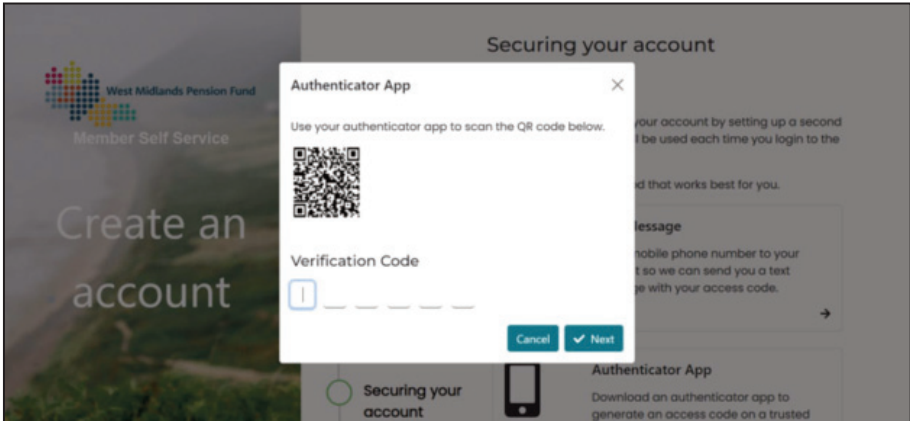 West Midlands Pension Fund
Member Self Service
Create an
account
Securing your account
your account by setting up a second
l be used each time you login to the
d that works best for you.
essage
mobile phone number to your
t so we can send you a text
ge with your access code.
Authenticator App
Use your authenticator app to scan the QR code below.
Verification Code
Cancel
Next
Securing your
account
Authenticator App
Download an authenticator app to
generate an access code on a trusted